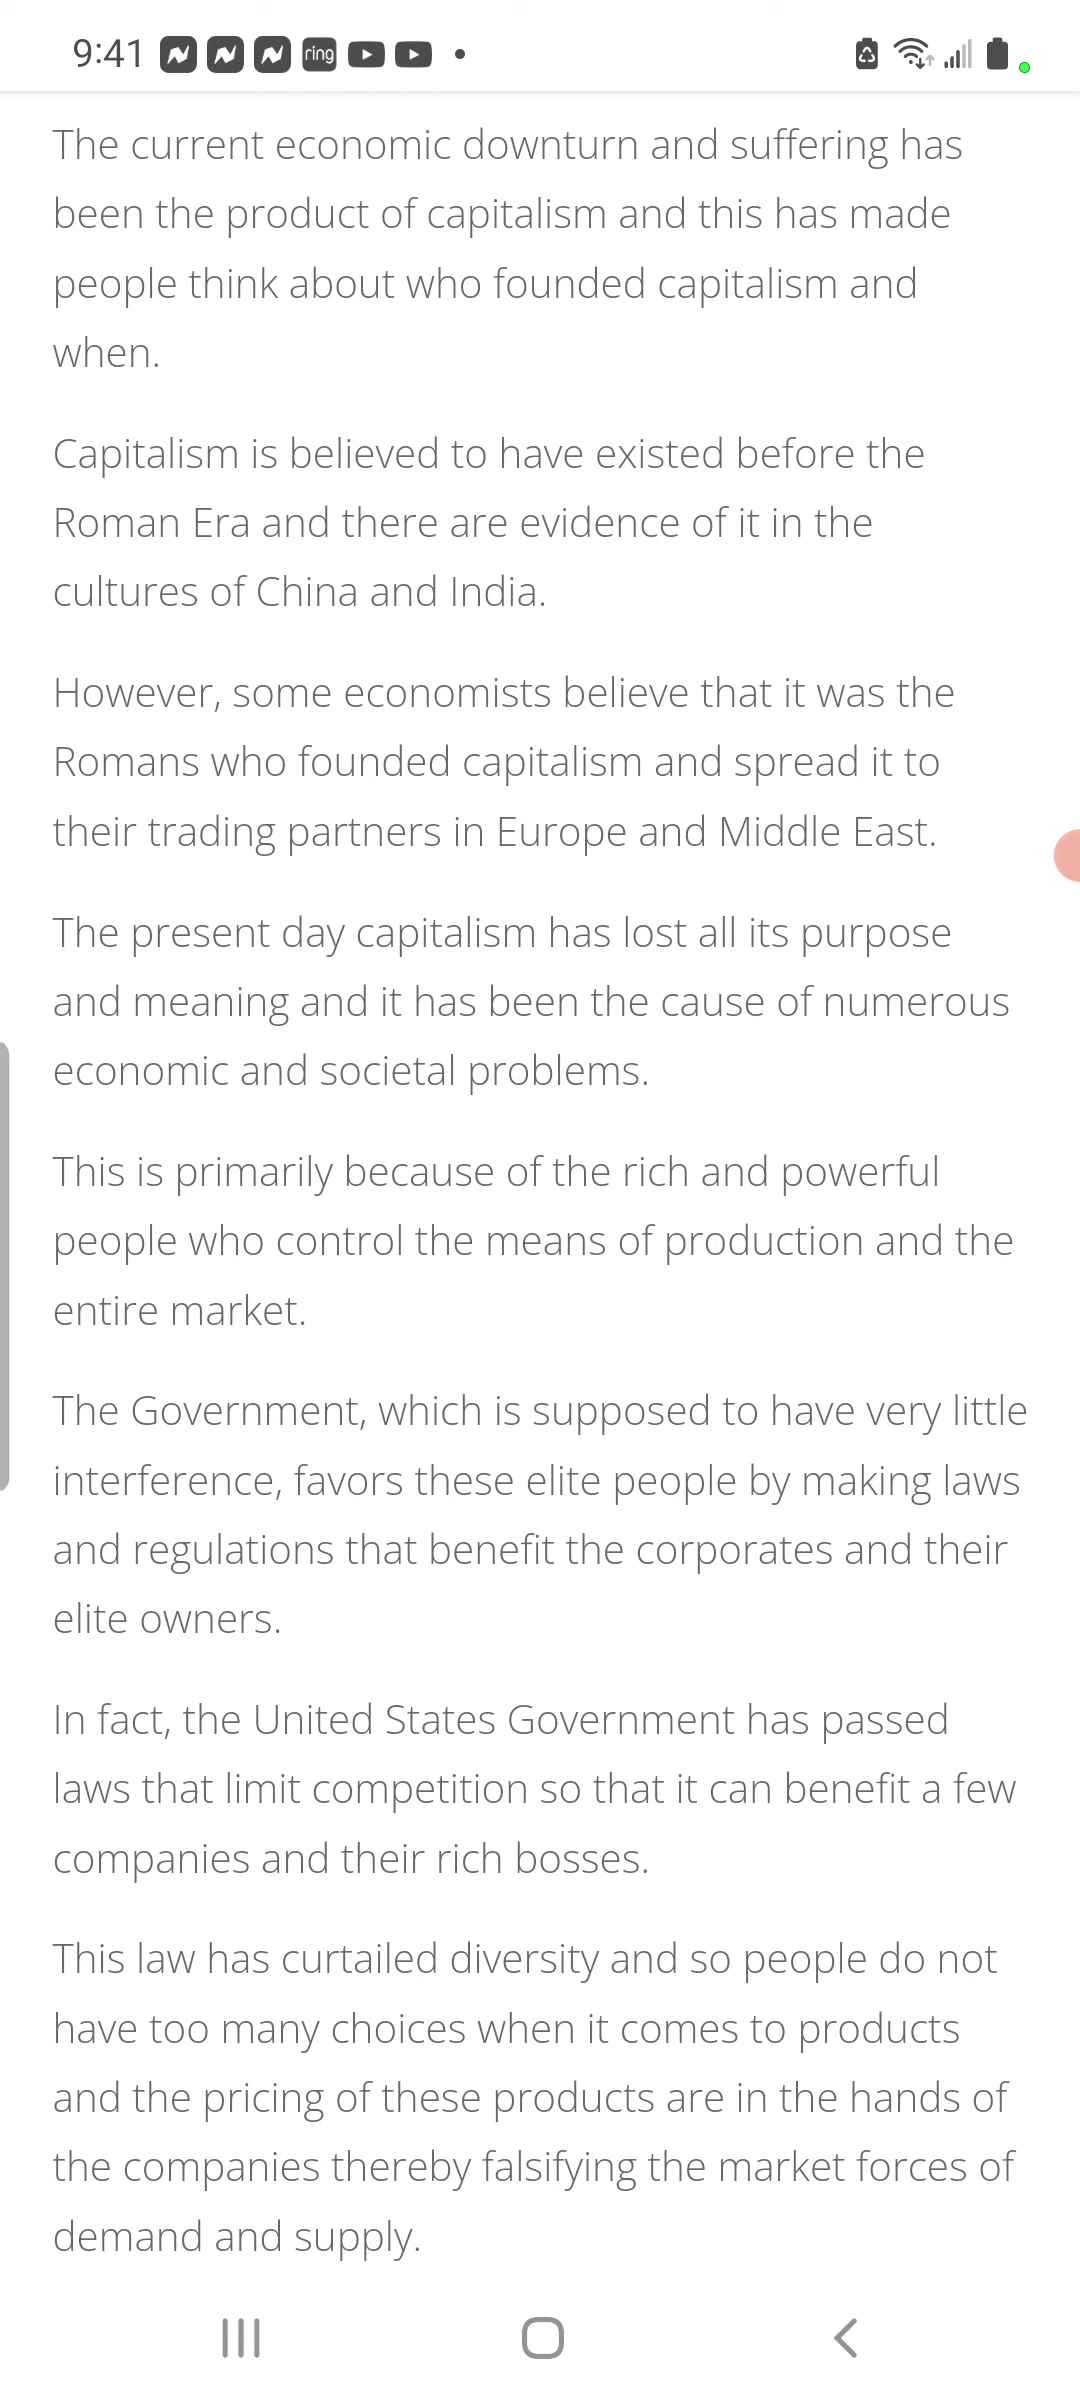 9:41
ring
The current economic downturn and suffering has
been the product of capitalism and this has made
people think about who founded capitalism and
when.
Capitalism is believed to have existed before the
Roman Era and there are evidence of it in the
cultures of China and India.
However, some economists believe that it was the
Romans who founded capitalism and spread it to
their trading partners in Europe and Middle East.
The present day capitalism has lost all its purpose
and meaning and it has been the cause of numerous
economic and societal problems.
This is primarily because of the rich and powerful
people who control the means of production and the
entire market.
The Government, which is supposed to have very little
interference, favors these elite people by making laws
and regulations that benefit the corporates and their
elite owners.
In fact, the United States Government has passed
laws that limit competition so that it can benefit a few
companies and their rich bosses.
This law has curtailed diversity and so people do not
have too many choices when it comes to products
and the pricing of these products are in the hands of
the companies thereby falsifying the market forces of
demand and supply.